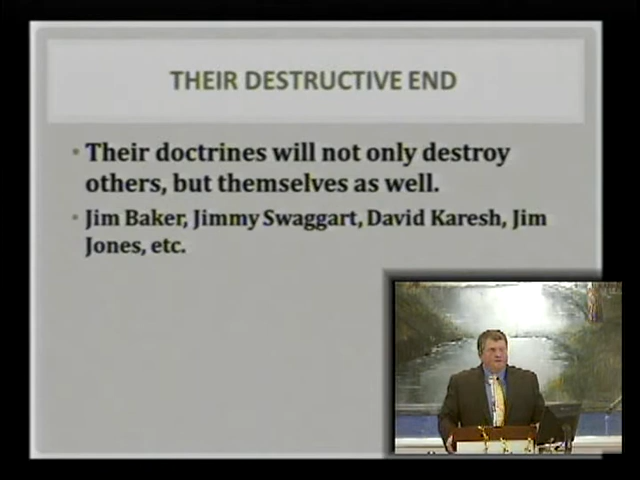 THEIR DESTRUCTIVE END
• Their doctrines will not only destroy
others, but themselves as well.
• Jim Baker, Jimmy Swaggart, David Karesh, Jim
Jones, etc.